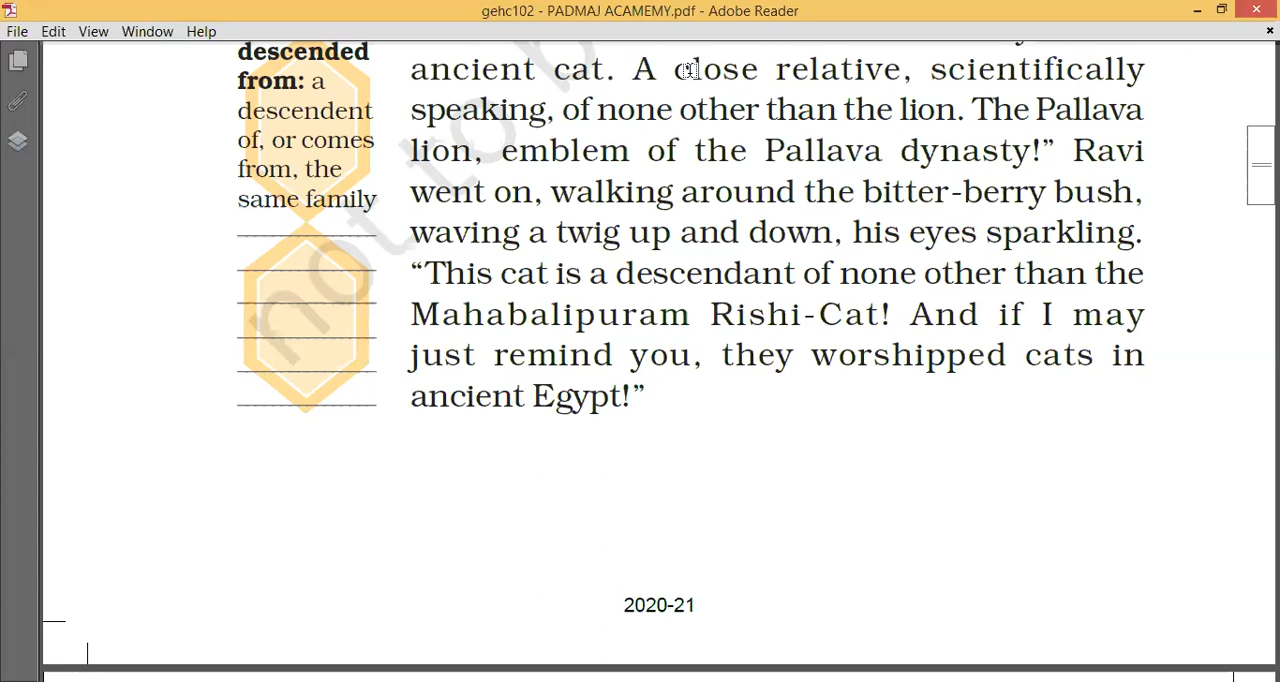 gehc102 - PADMAJ ACAMEMY.pdf - Adobe Reader
File Edit View Window Help
descended
from: a
descendent
of, or comes
from, the
same family
ancient cat. A close relative, scientifically
speaking, of none other than the lion. The Pallava
lion, emblem of the Pallava dynasty!” Ravi
went on, walking around the bitter-berry bush,
waving a twig up and down, his eyes sparkling.
“This cat is a descendant of none other than the
Mahabalipuram Rishi-Cat! And if I may
just remind you, they worshipped cats in
ancient Egypt!”
not to b
2020-21